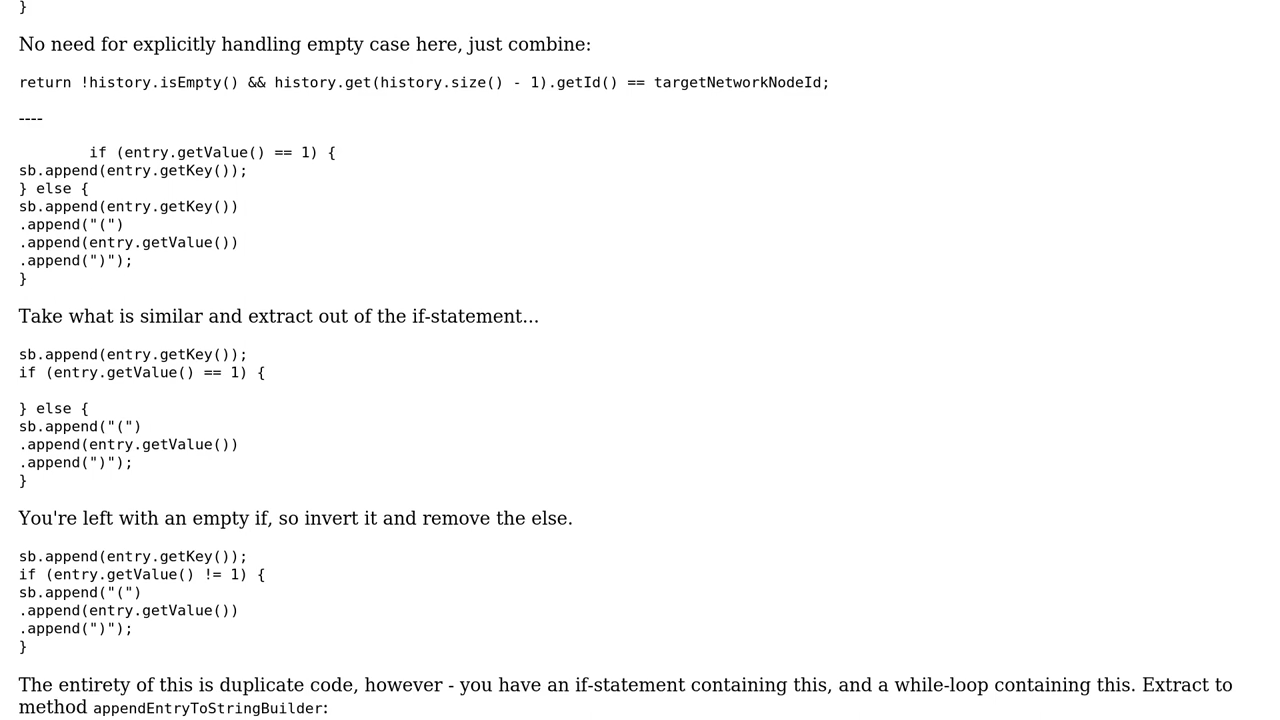 }
No need for explicitly handling empty case here, just combine:
return !history.isEmpty() && history.get(history.size() - 1).getId() == targetNetworkNodeId;
----
if (entry.getValue() == 1) {
sb.append(entry.getKey());
} else {
sb.append(entry.getKey())
.append("(")
.append(entry.getValue())
.append(")");
}
Take what is similar and extract out of the if-statement...
sb.append(entry.getKey());
if (entry.getValue() == 1) {
} else {
sb.append("(")
.append(entry.getValue())
.append(")");
}
You're left with an empty if, so invert it and remove the else.
sb.append(entry.getKey());
if (entry.getValue() != 1) {
sb.append("(")
.append(entry.getValue())
.append(")");
}
The entirety of this is duplicate code, however - you have an if-statement containing this, and a while-loop containing this. Extract to
method appendEntryToStringBuilder: